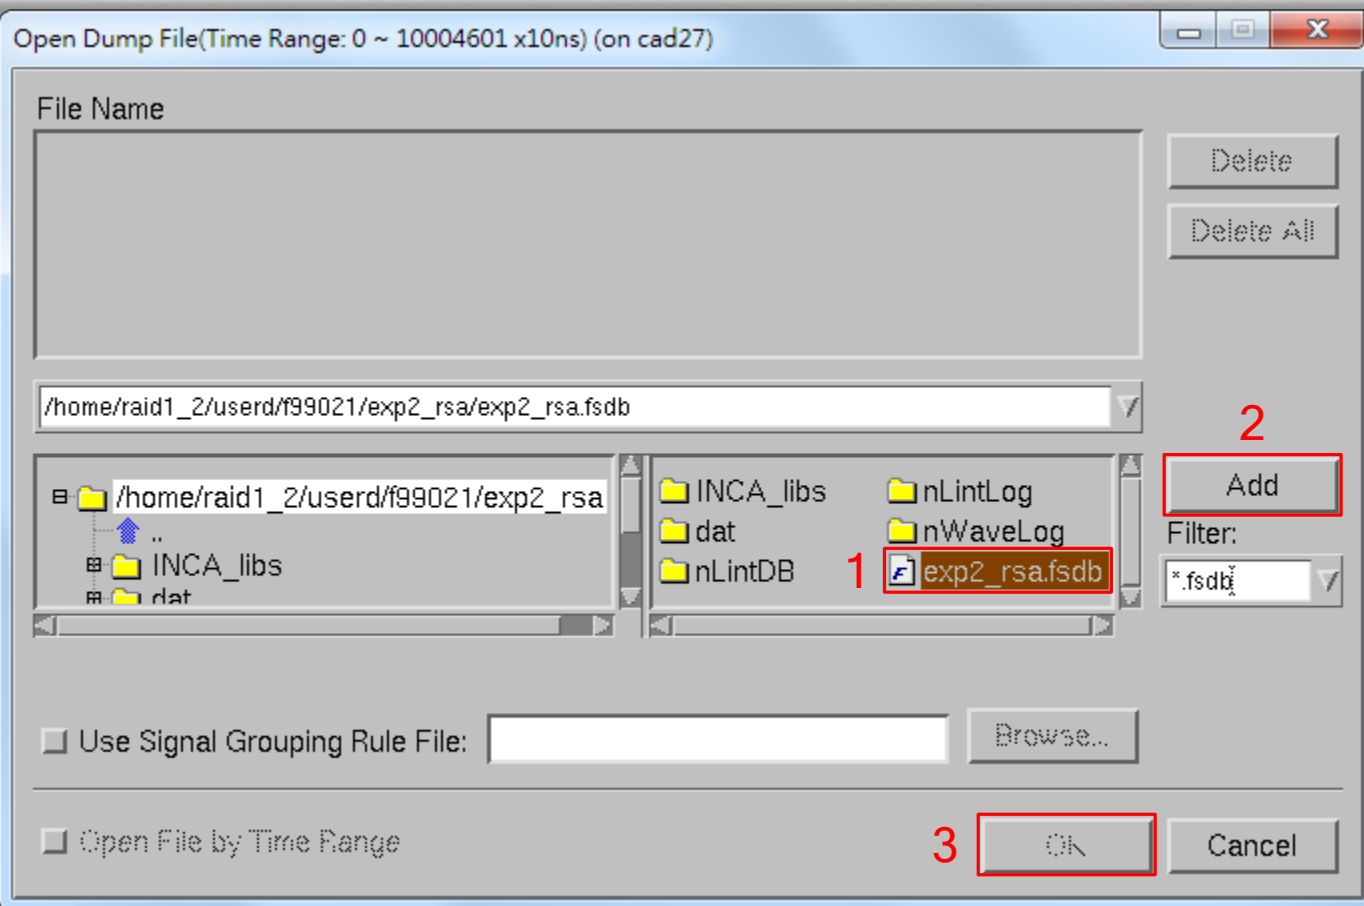 Open Dump File(Time Range: 0 ~ 10004601 x10ns) (on cad27)
File Name
Delete
Delete All
/home/raid1_2/userd/f99021/exp2_rsa/exp2_rsa.fsdb
2
/home/raid1_2/userd/f99021/exp2_rsa
..
INCA_libs
dat
INCA_libs
nLintLog
dat
nWaveLog
nLintDB
1
exp2_rsa.fsdb
Add
Filter:
*.fsdb
Use Signal Grouping Rule File:
Browse...
Open File by Time Range
3
OK
Cancel